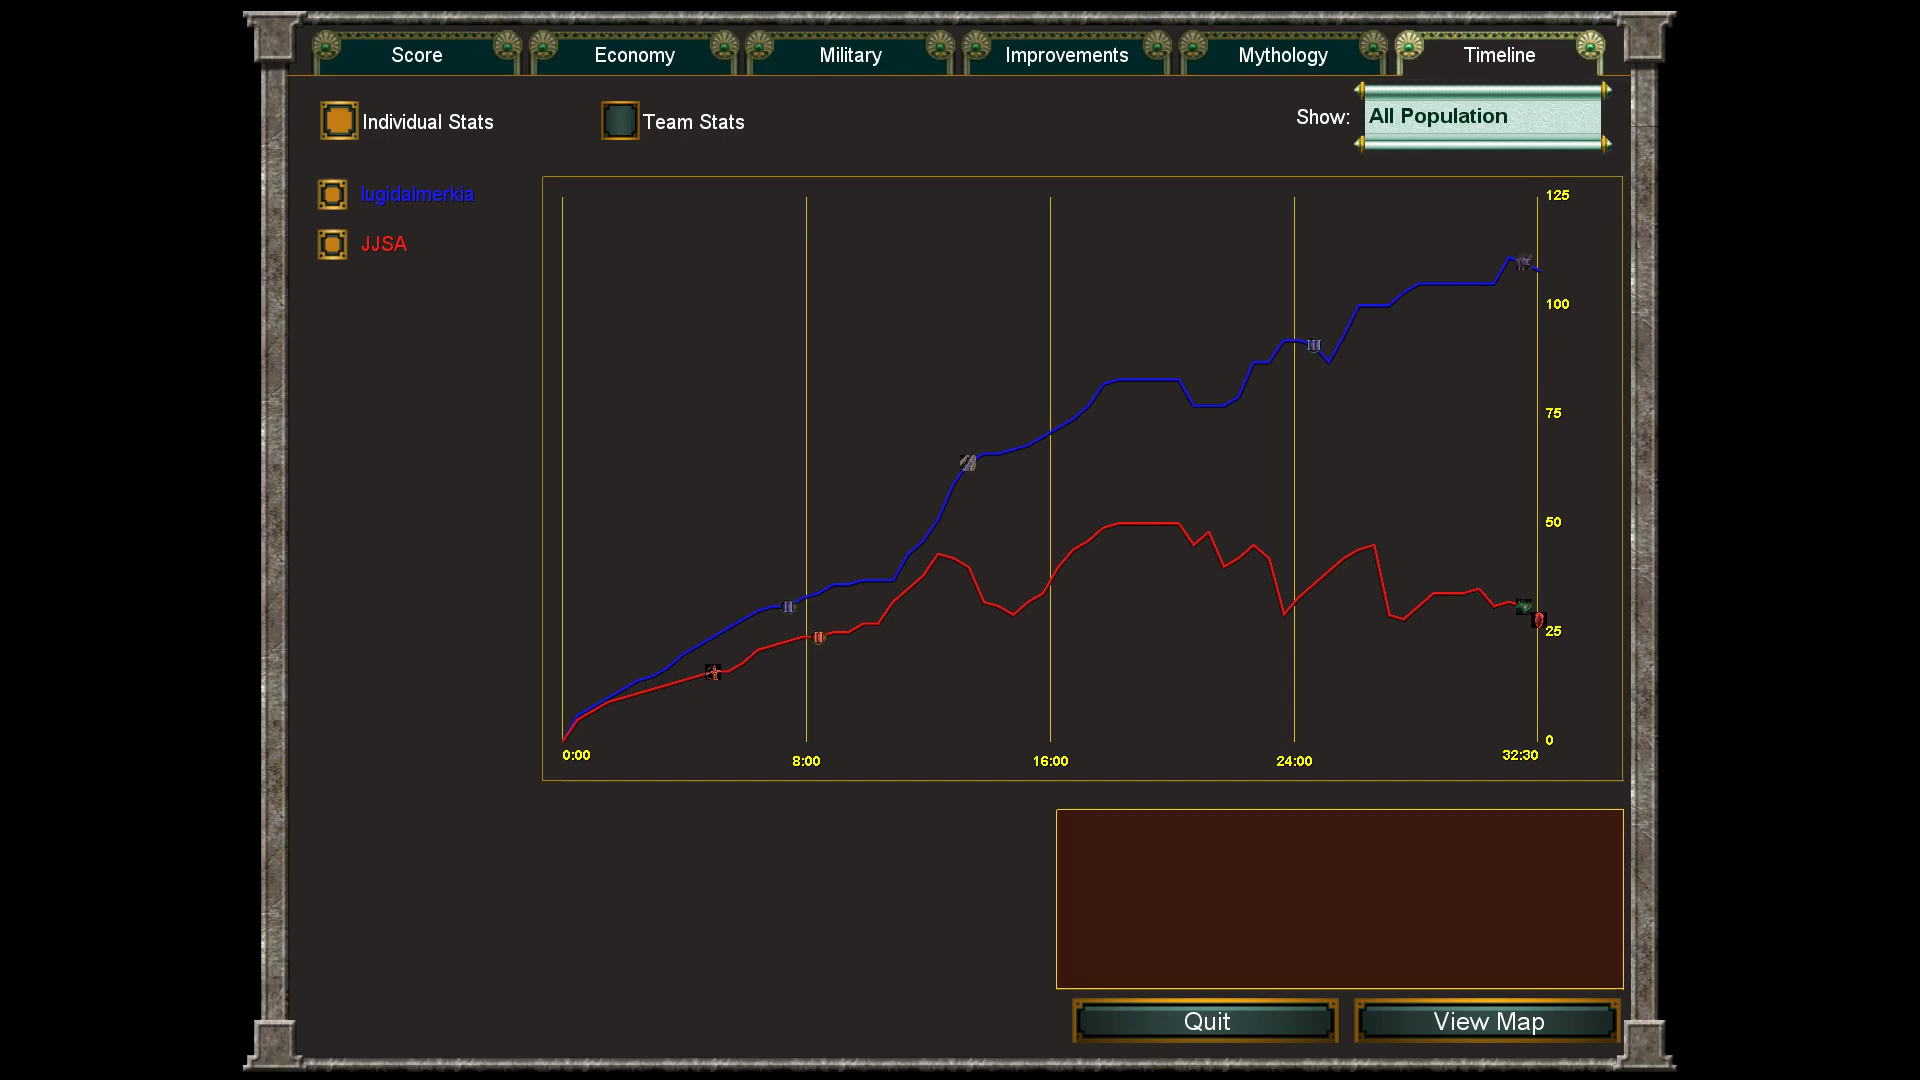 Score
Economy
Military
Improvements
Mythology
Timeline
Individual Stats
Team Stats
Show:
All Population
lugidalmerkia
JJSA
125
100
75
50
25
0
0:00
8:00
16:00
24:00
32:30
Quit
View Map